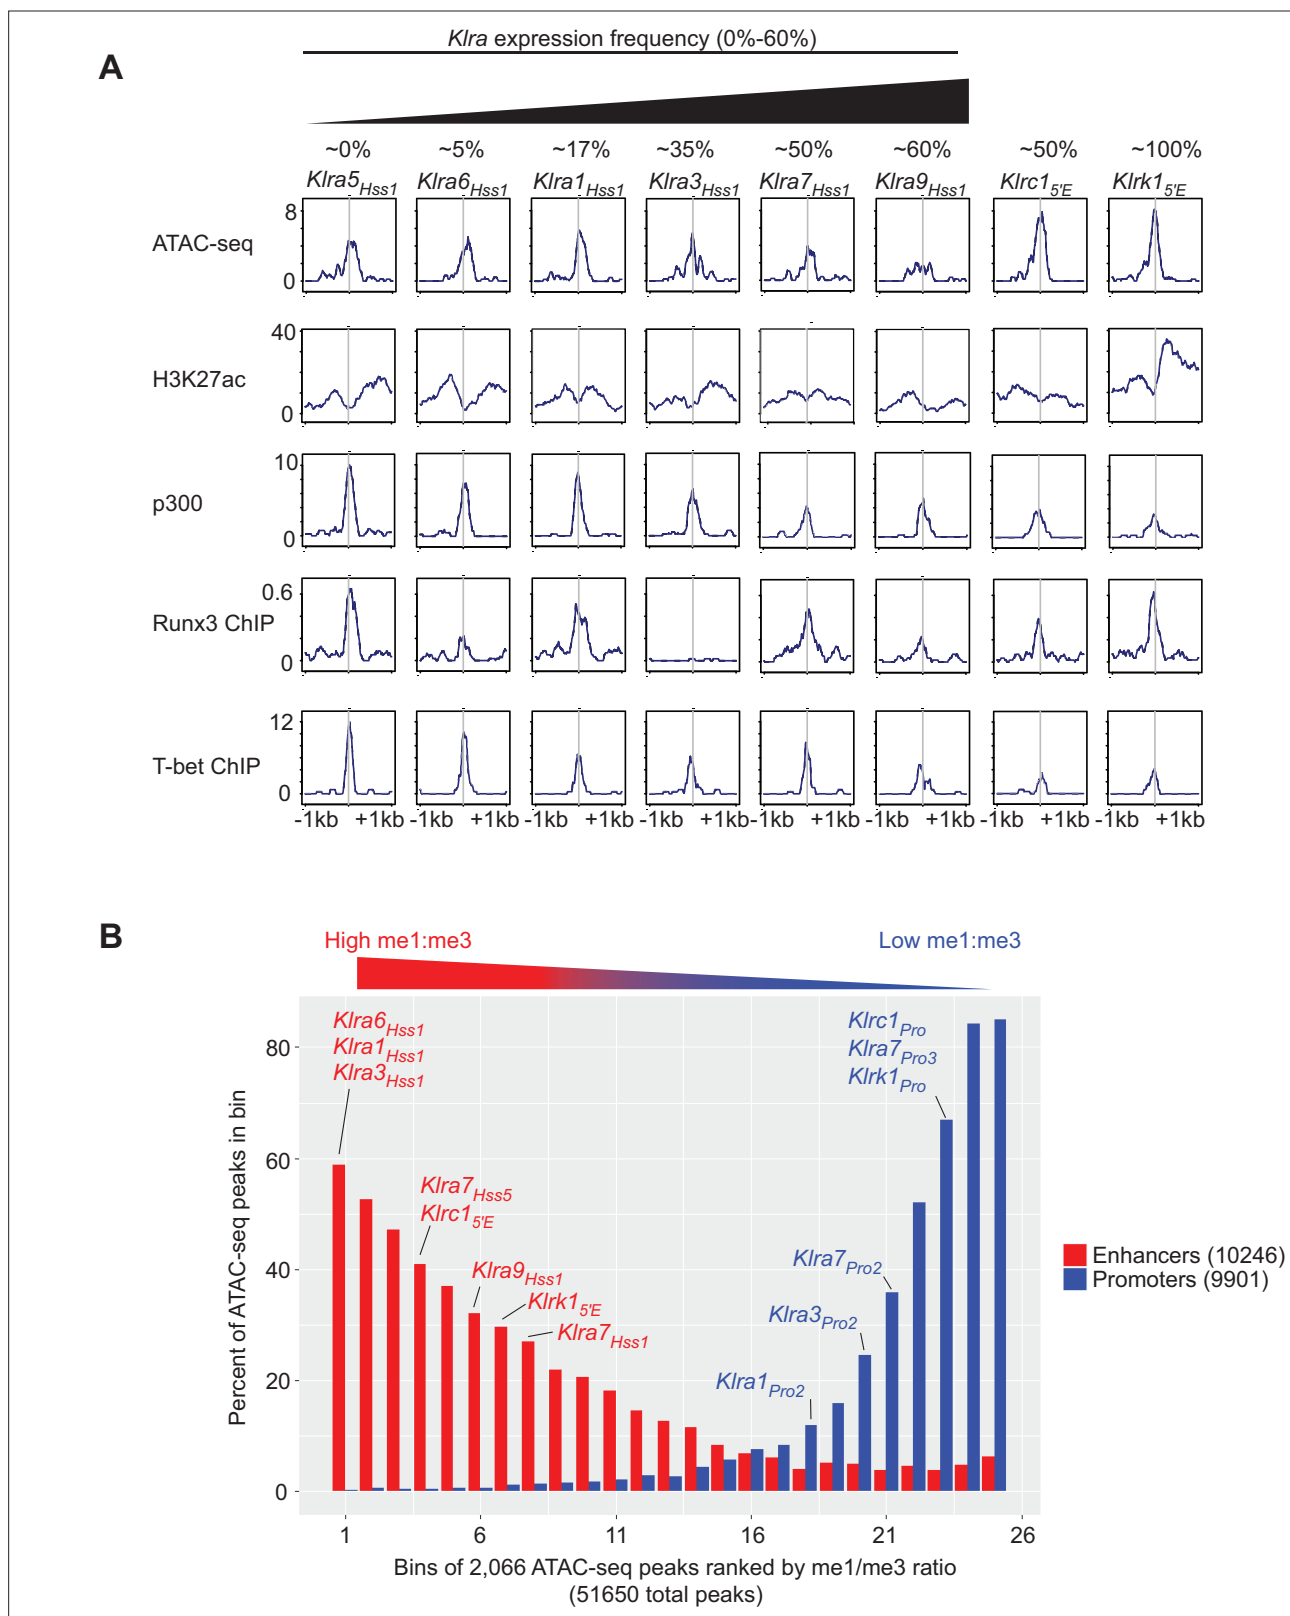 Klra expression frequency (0%-60%)
A
~0% ~5% ~17% ~35% ~50% ~60% ~50% ~100%
Klra5Hss1 Klra6Hss1 Klra1Hss1 Klra3Hss1 Klra7Hss1 Klra9Hss1 Klrc15'E Klrk15'E
8
ATAC-seq
0
40
H3K27ac
0
10
p300
0
0.6
Runx3 ChIP
0
12
T-bet ChIP
0
-1kb +1kb -1kb +1kb -1kb +1kb -1kb +1kb -1kb +1kb -1kb +1kb -1kb +1kb -1kb +1kb
B
High me1:me3 Low me1:me3
Klra6Hss1
Klra1Hss1
Klra3Hss1
Klrc1Pro
Klra7Pro3
Klrk1Pro
Klra7Hss5
Klrc15'E
Klra9Hss1
Klrk15'E
Klra7Hss1
Klra7Pro2
Klra3Pro2
Klra1Pro2
80
60
40
20
0
Percent of ATAC-seq peaks in bin
Enhancers (10246)
Promoters (9901)
1 6 11 16 21 26
Bins of 2,066 ATAC-seq peaks ranked by me1/me3 ratio
(51650 total peaks)